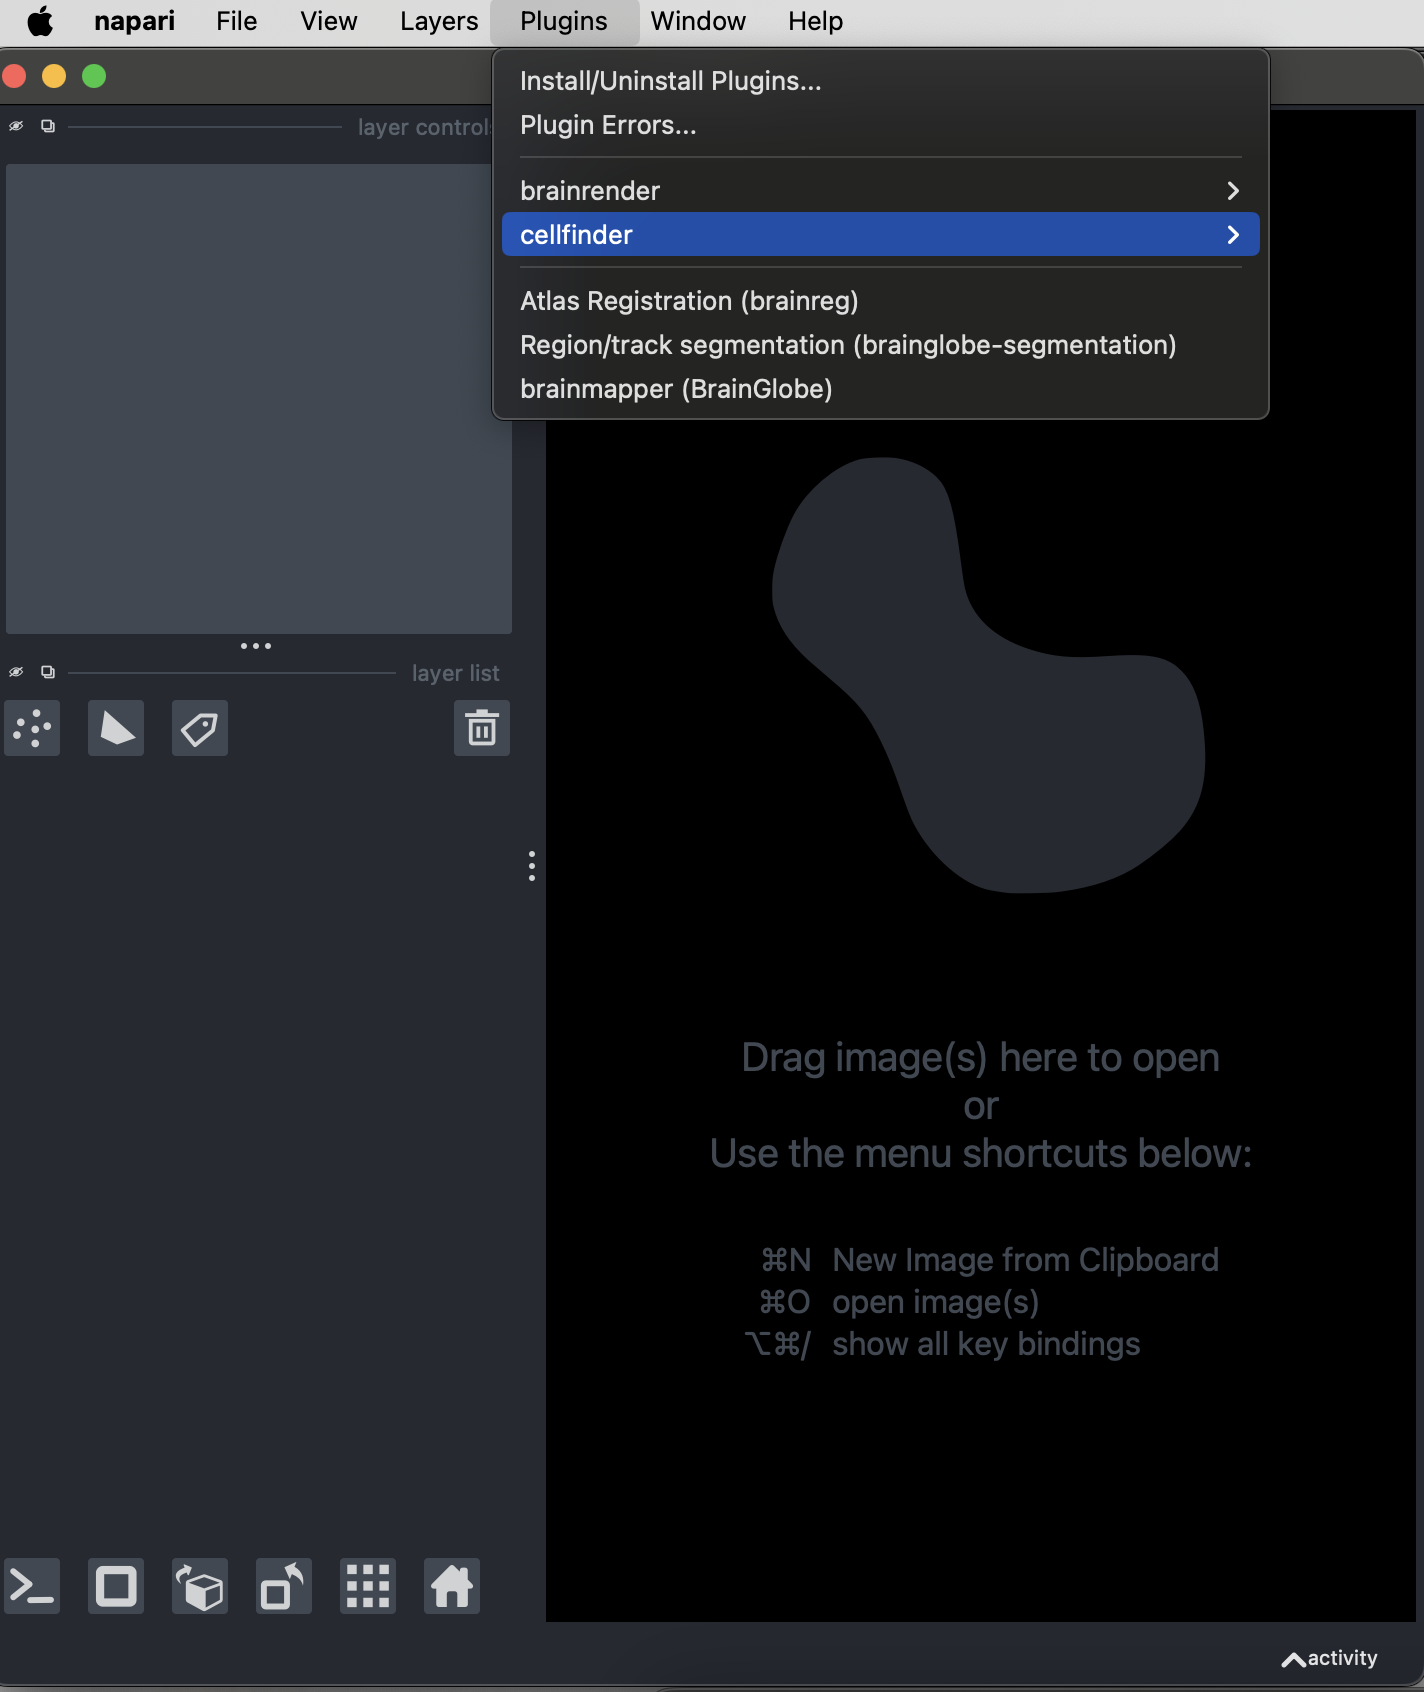 napari File View Layers Plugins Window Help
Install/Uninstall Plugins...
Plugin Errors...
layer controls
brainrender
cellfinder
Atlas Registration (brainreg)
Region/track segmentation (brainglobe-segmentation)
brainmapper (BrainGlobe)
layer list
Drag image(s) here to open
or
Use the menu shortcuts below:
⌘N New Image from Clipboard
⌘O open image(s)
⌥⌘/ show all key bindings
activity